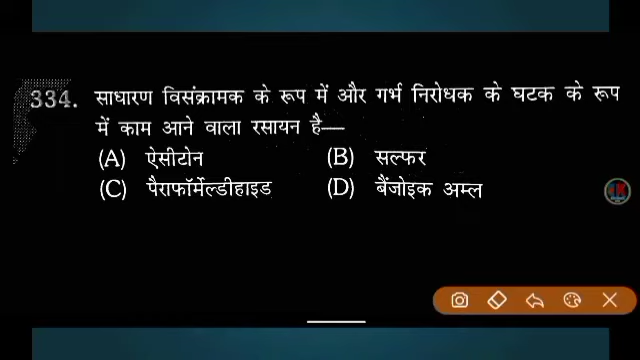 334. साधारण विसंक्रामक के रूप में और गर्भ निरोधक के घटक के रूप
में काम आने वाला रसायन है—
(A) ऐसीटोन (B) सल्फर
(C) पैराफॉर्मेल्डीहाइड (D) बैंजोइक अम्ल